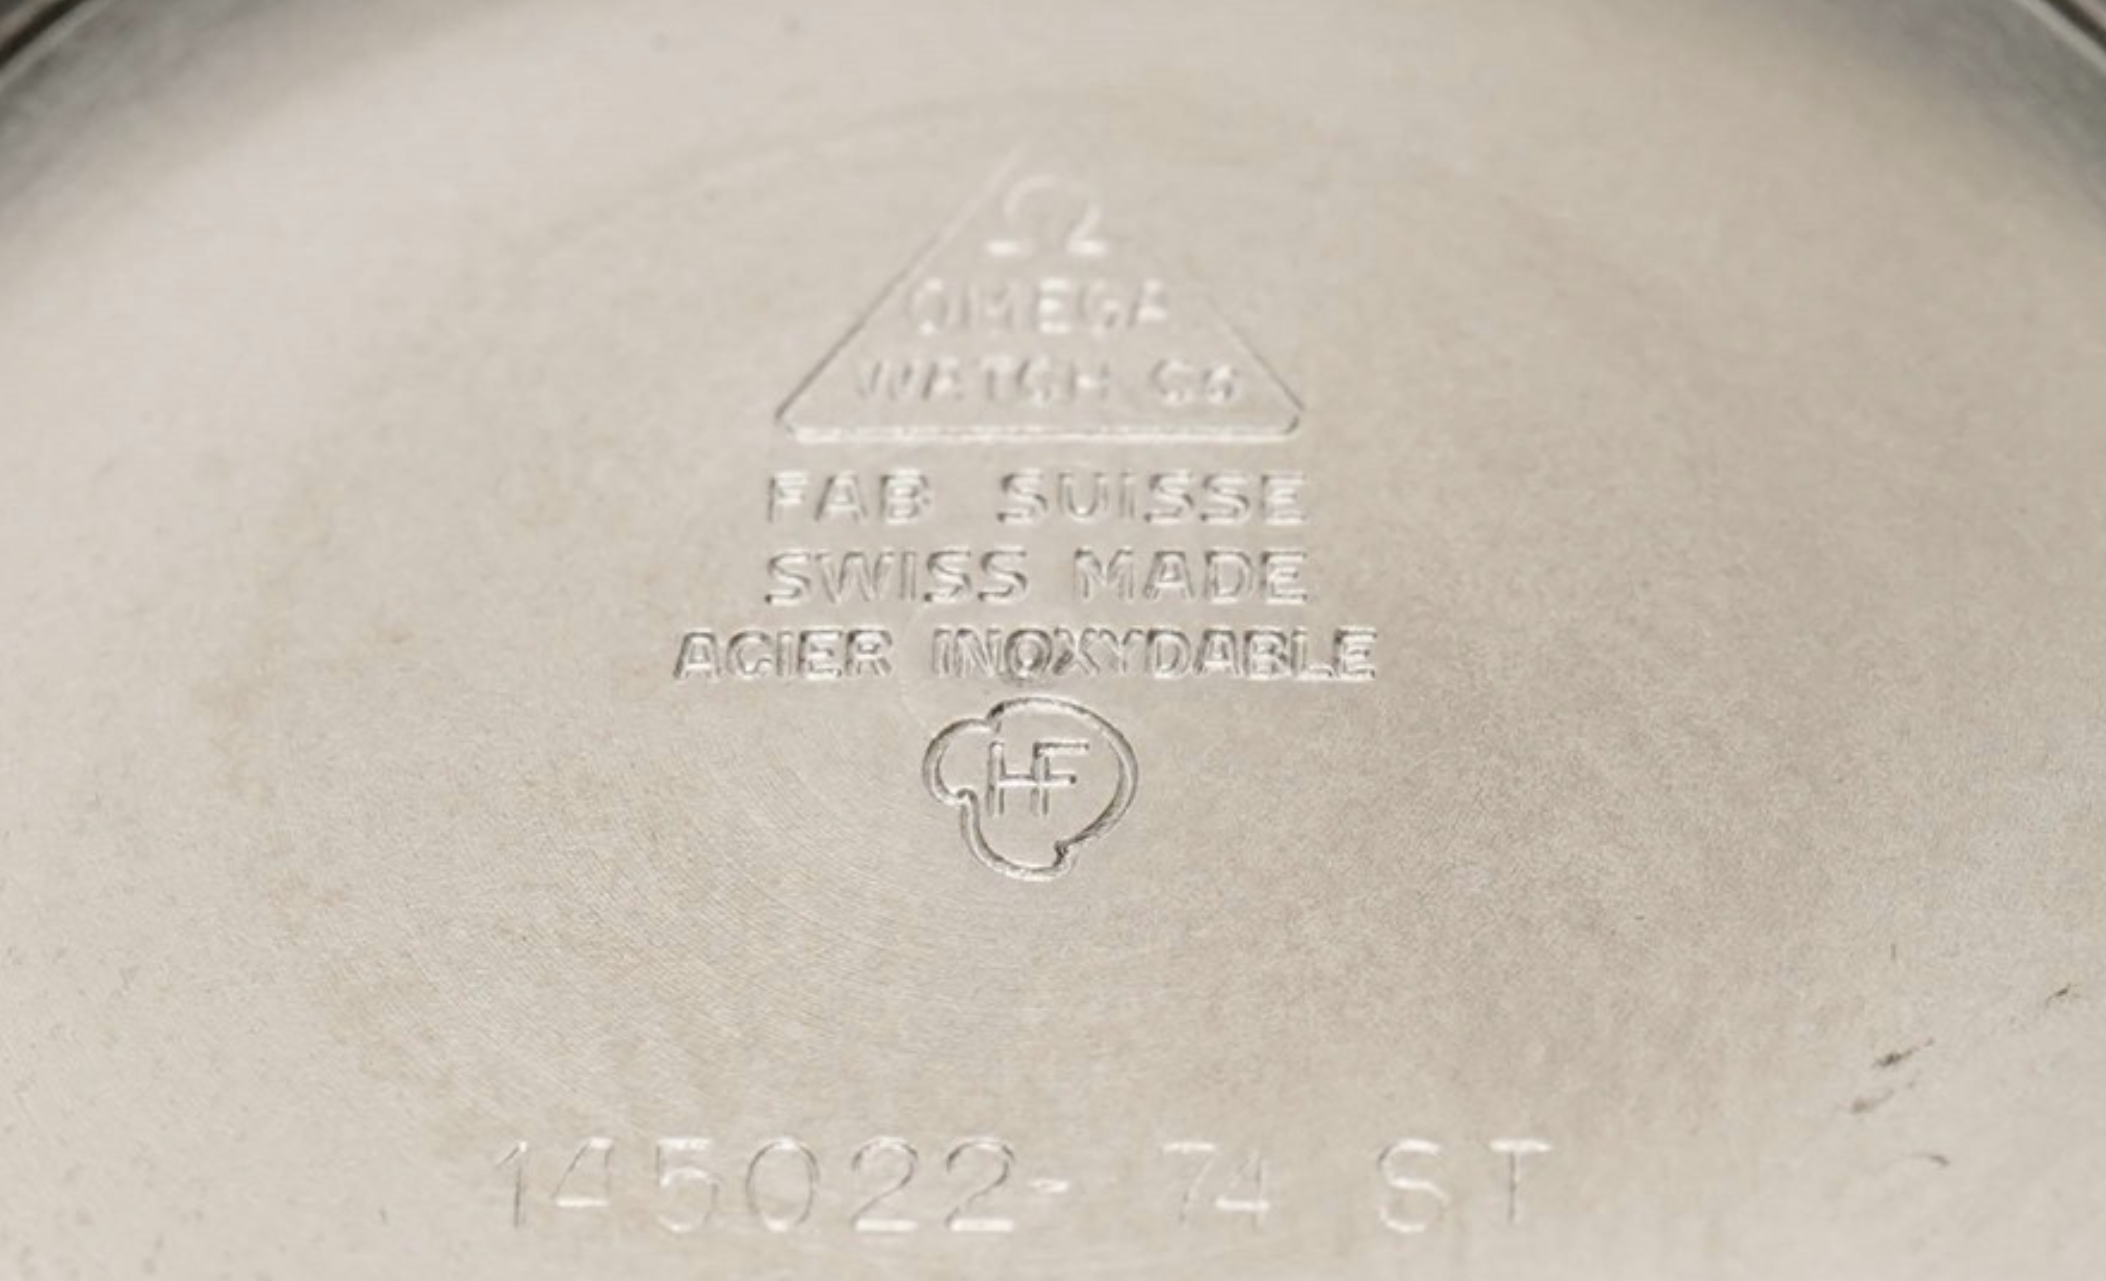 Ω
OMEGA
WATCH Co
FAB SUISSE
SWISS MADE
ACIER INOXYDABLE
HF
145022- 74 ST